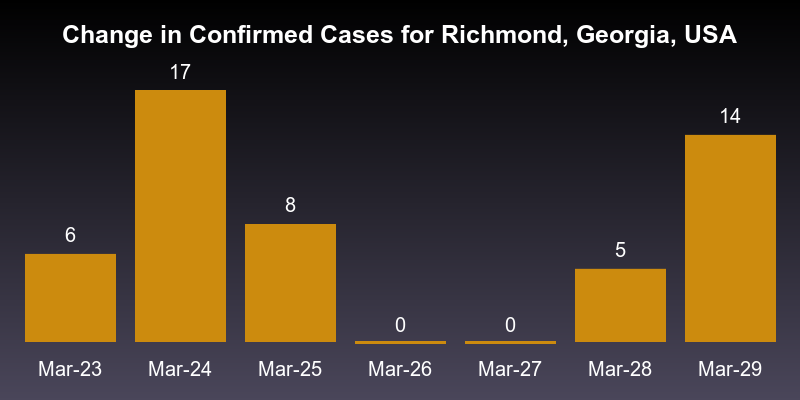 Change in Confirmed Cases for Richmond, Georgia, USA
6
17
8
0
0
5
14
Mar-23
Mar-24
Mar-25
Mar-26
Mar-27
Mar-28
Mar-29